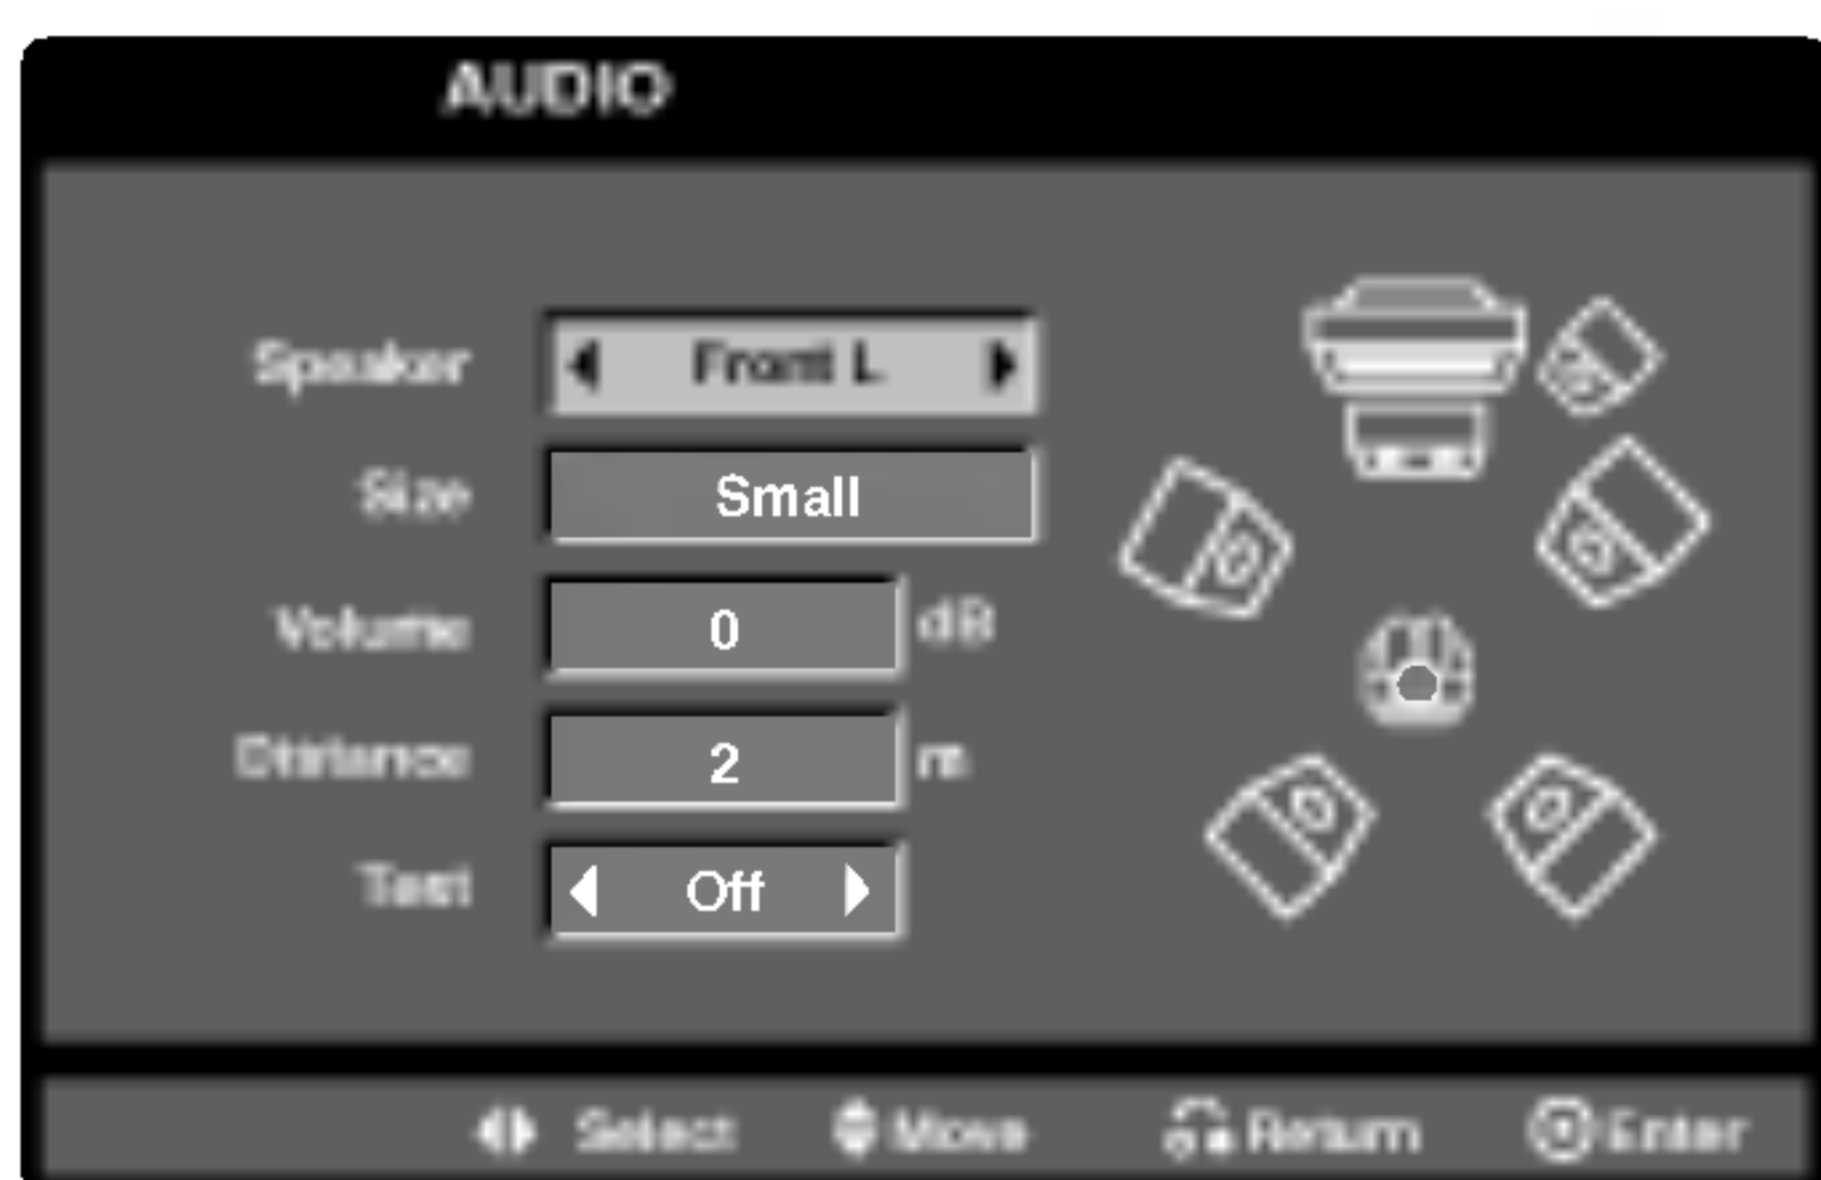 AUDIO
Speaker Front L
Size Small
Volume 0 dB
Distance 2 m
Test Off
Select Move Return Enter